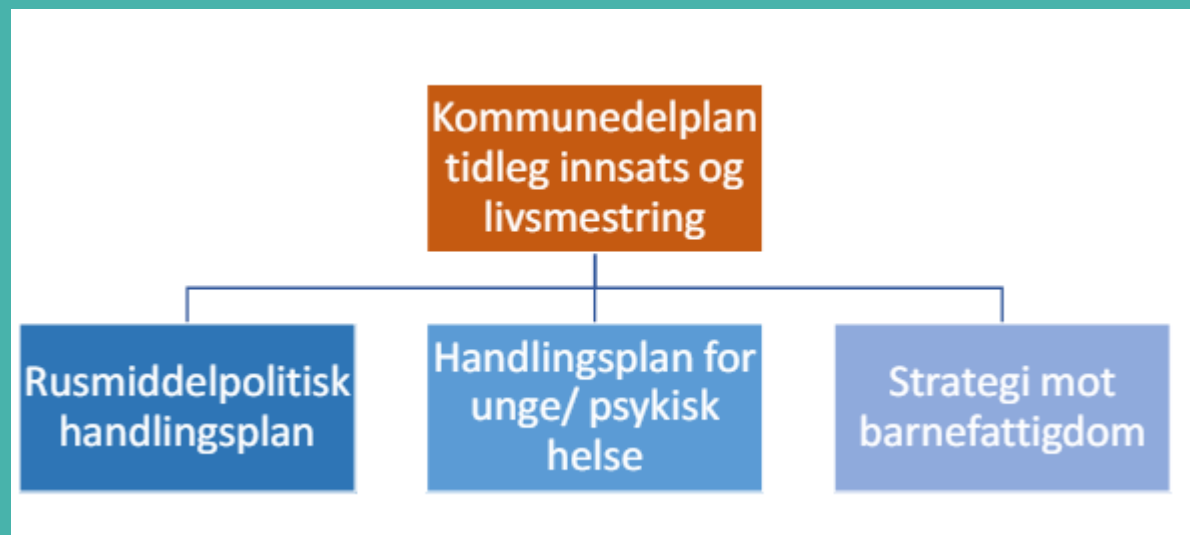 Kommunedelplan
tidleg innsats og
livsmestring
Rusmiddelpolitisk
handlingsplan
Handlingsplan for
unge/ psykisk
helse
Strategi mot
barnefattigdom